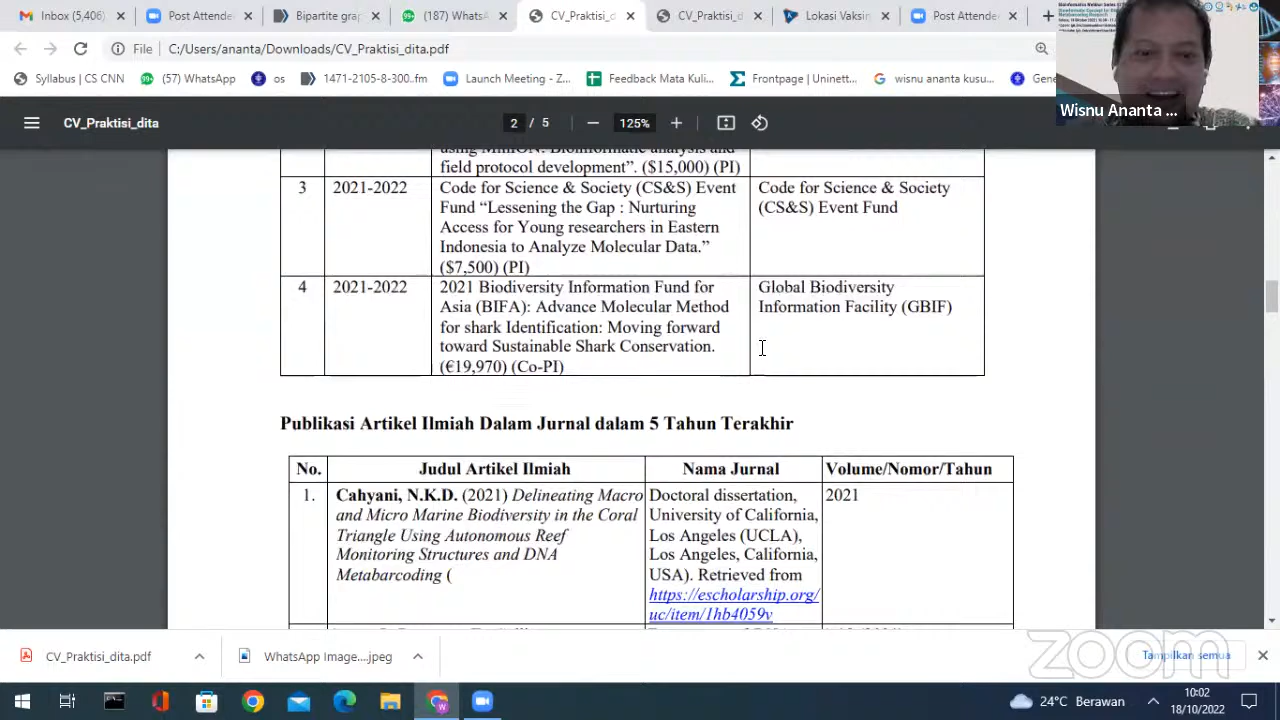 Inbox (5,406)
Post Attende
(57)
CV_Praktisi_d
CV_Praktisi_d
Post Attende
File
C:/Users/ananta/Downloads/CV_Praktisi_dita.pdf
Syllabus | CS CNN
(57) WhatsApp
os
1471-2105-8-300..fm
Launch Meeting - Z...
Feedback Mata Kuli...
Frontpage | Uninett...
wisnu ananta kusu...
Wisnu Ananta ...
CV_Praktisi_dita
2 / 5
125%
field protocol development”. ($15,000) (PI)
3 2021-2022 Code for Science & Society (CS&S) Event Code for Science & Society
Fund “Lessening the Gap : Nurturing (CS&S) Event Fund
Access for Young researchers in Eastern
Indonesia to Analyze Molecular Data.”
($7,500) (PI)
4 2021-2022 2021 Biodiversity Information Fund for Global Biodiversity
Asia (BIFA): Advance Molecular Method Information Facility (GBIF)
for shark Identification: Moving forward
toward Sustainable Shark Conservation.
(€19,970) (Co-PI)
Publikasi Artikel Ilmiah Dalam Jurnal dalam 5 Tahun Terakhir
No. Judul Artikel Ilmiah Nama Jurnal Volume/Nomor/Tahun
1. Cahyani, N.K.D. (2021) Delineating Macro Doctoral dissertation, 2021
and Micro Marine Biodiversity in the Coral University of California,
Triangle Using Autonomous Reef Los Angeles (UCLA),
Monitoring Structures and DNA Los Angeles, California,
Metabarcoding ( USA). Retrieved from
https://escholarship.org/
uc/item/1hb4059v
zoom
CV_Praktisi_dita.pdf
WhatsApp Image....jpeg
Tampilkan semua
24°C Berawan
10:02
18/10/2022